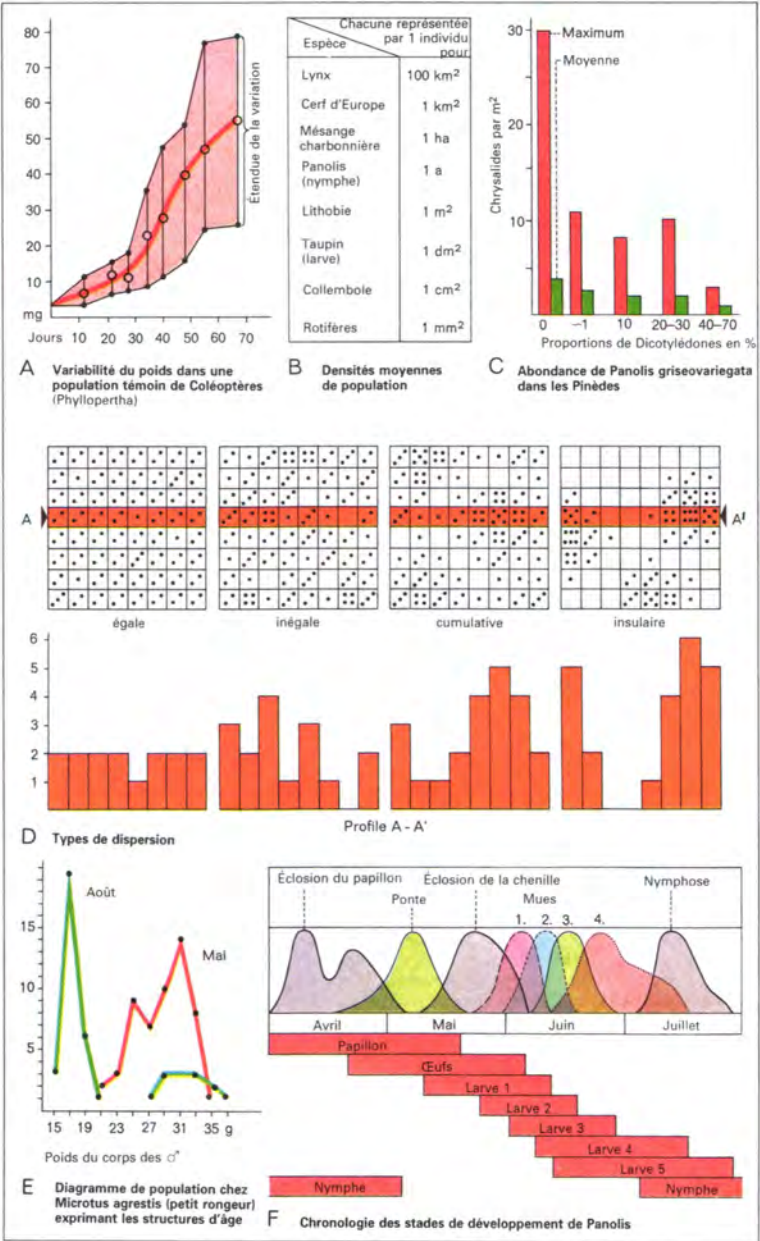 80
70
60
50
40
30
20
10
mg
Jours 10 20 30 40 50 60 70
Étendue de la variation
A Variabilité du poids dans une
population témoin de Coléoptères
(Phyllopertha)
Espèce
Chacune représentée
par 1 individu
pour
Lynx 100 km²
Cerf d'Europe 1 km²
Mésange
charbonnière 1 ha
Panolis
(nymphe) 1 a
Lithobie 1 m²
Taupin
(larve) 1 dm²
Collembole 1 cm²
Rotifères 1 mm²
B Densités moyennes
de population
Chrysalides par m²
30
20
10
Maximum
Moyenne
0 –1 10 20–30 40–70
Proportions de Dicotylédones en %
C Abondance de Panolis griseovariegata
dans les Pinèdes
A A'
égale inégale cumulative insulaire
6
5
4
3
2
1
Profile A - A'
D Types de dispersion
Août
Mai
15
10
5
15 19 23 27 31 35 g
Poids du corps des ♂
E Diagramme de population chez
Microtus agrestis (petit rongeur)
exprimant les structures d'âge
Éclosion du papillon Éclosion de la chenille Nymphose
Ponte Mues
1. 2. 3. 4.
Avril Mai Juin Juillet
Papillon
Œufs
Larve 1
Larve 2
Larve 3
Larve 4
Larve 5
Nymphe Nymphe
F Chronologie des stades de développement de Panolis